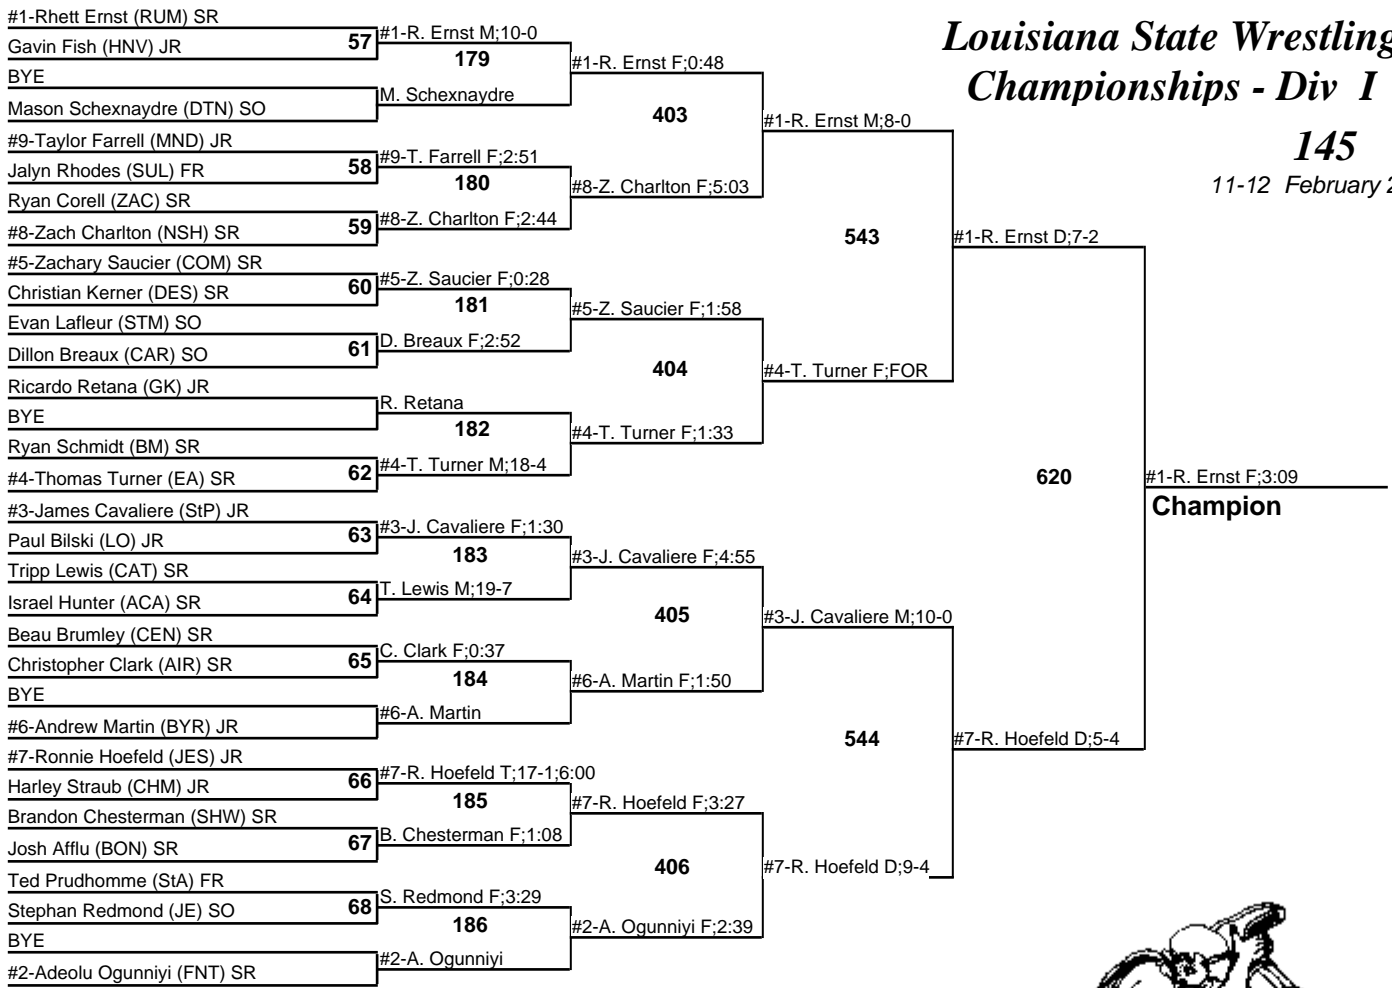 Louisiana State Wrestling
Championships - Div I
145
11-12 February 2
#1-Rhett Ernst (RUM) SR
Gavin Fish (HNV) JR
BYE
Mason Schexnaydre (DTN) SO
#9-Taylor Farrell (MND) JR
Jalyn Rhodes (SUL) FR
Ryan Corell (ZAC) SR
#8-Zach Charlton (NSH) SR
#5-Zachary Saucier (COM) SR
Christian Kerner (DES) SR
Evan Lafleur (STM) SO
Dillon Breaux (CAR) SO
Ricardo Retana (GK) JR
BYE
Ryan Schmidt (BM) SR
#4-Thomas Turner (EA) SR
#3-James Cavaliere (StP) JR
Paul Bilski (LO) JR
Tripp Lewis (CAT) SR
Israel Hunter (ACA) SR
Beau Brumley (CEN) SR
Christopher Clark (AIR) SR
BYE
#6-Andrew Martin (BYR) JR
#7-Ronnie Hoefeld (JES) JR
Harley Straub (CHM) JR
Brandon Chesterman (SHW) SR
Josh Afflu (BON) SR
Ted Prudhomme (StA) FR
Stephan Redmond (JE) SO
BYE
#2-Adeolu Ogunniyi (FNT) SR
57
58
59
60
61
62
63
64
65
66
67
68
#1-R. Ernst M;10-0
179
M. Schexnaydre
#9-T. Farrell F;2:51
180
#8-Z. Charlton F;2:44
#5-Z. Saucier F;0:28
181
D. Breaux F;2:52
R. Retana
182
#4-T. Turner M;18-4
#3-J. Cavaliere F;1:30
183
T. Lewis M;19-7
C. Clark F;0:37
184
#6-A. Martin
#7-R. Hoefeld T;17-1;6:00
185
B. Chesterman F;1:08
S. Redmond F;3:29
186
#2-A. Ogunniyi
#1-R. Ernst F;0:48
403
#8-Z. Charlton F;5:03
#5-Z. Saucier F;1:58
404
#4-T. Turner F;1:33
#3-J. Cavaliere F;4:55
405
#6-A. Martin F;1:50
#7-R. Hoefeld F;3:27
406
#2-A. Ogunniyi F;2:39
#1-R. Ernst M;8-0
543
#4-T. Turner F;FOR
#3-J. Cavaliere M;10-0
544
#7-R. Hoefeld D;9-4
#1-R. Ernst D;7-2
620
#7-R. Hoefeld D;5-4
#1-R. Ernst F;3:09
Champion